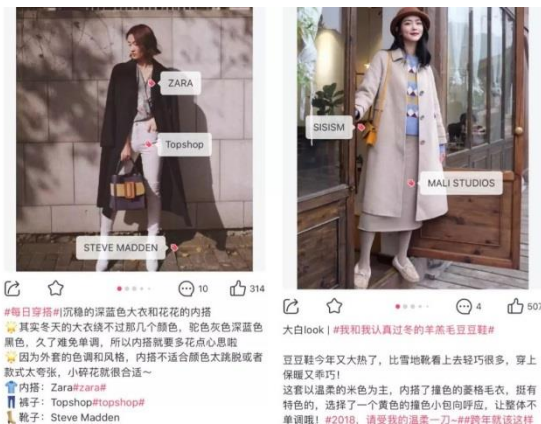 ZARA
Topshop
STEVE MADDEN
10
314
#每日穿搭#|沉稳的深蓝色大衣和花花的内搭
其实冬天的大衣绕不过那几个颜色，驼色灰色深蓝色
黑色，久了难免单调，所以内搭就要多花点心思啦
因为外套的色调和风格，内搭不适合颜色太跳脱或者
款式太夸张，小碎花就很合适～
内搭：Zara#zara#
裤子：Topshop#topshop#
靴子：Steve Madden
SISISM
MALI STUDIOS
4
507
大白look | #我和我认真过冬的羊羔毛豆豆鞋#
豆豆鞋今年又大热了，比雪地靴看上去轻巧很多，穿上
保暖又乖巧！
这套以温柔的米色为主，内搭了撞色的菱格毛衣，挺有
特色的，选择了一个黄色的撞色小包向呼应，让整体不
单调哦！#2018，请受我的温柔一刀~##跨年就该这样